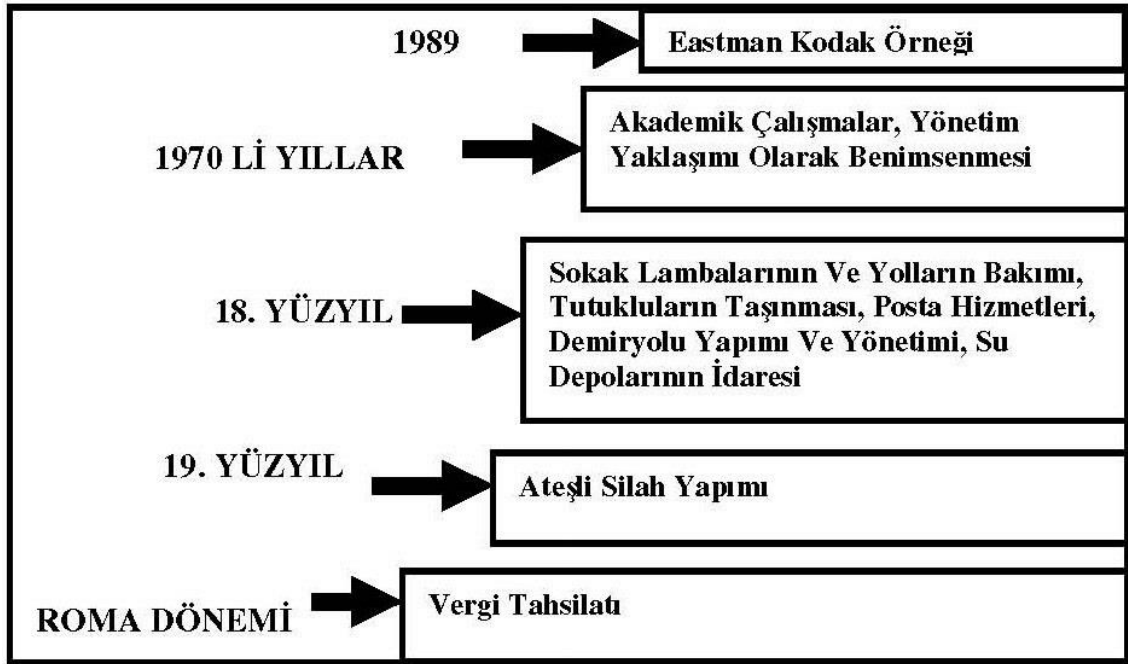 1989
Eastman Kodak Örneği
1970 Lİ YILLAR
Akademik Çalışmalar, Yönetim
Yaklaşımı Olarak Benimsenmesi
18. YÜZYIL
Sokak Lambalarının Ve Yolların Bakımı,
Tutukluların Taşınması, Posta Hizmetleri,
Demiryolu Yapımı Ve Yönetimi, Su
Depolarının İdaresi
19. YÜZYIL
Ateşli Silah Yapımı
ROMA DÖNEMİ
Vergi Tahsilatı